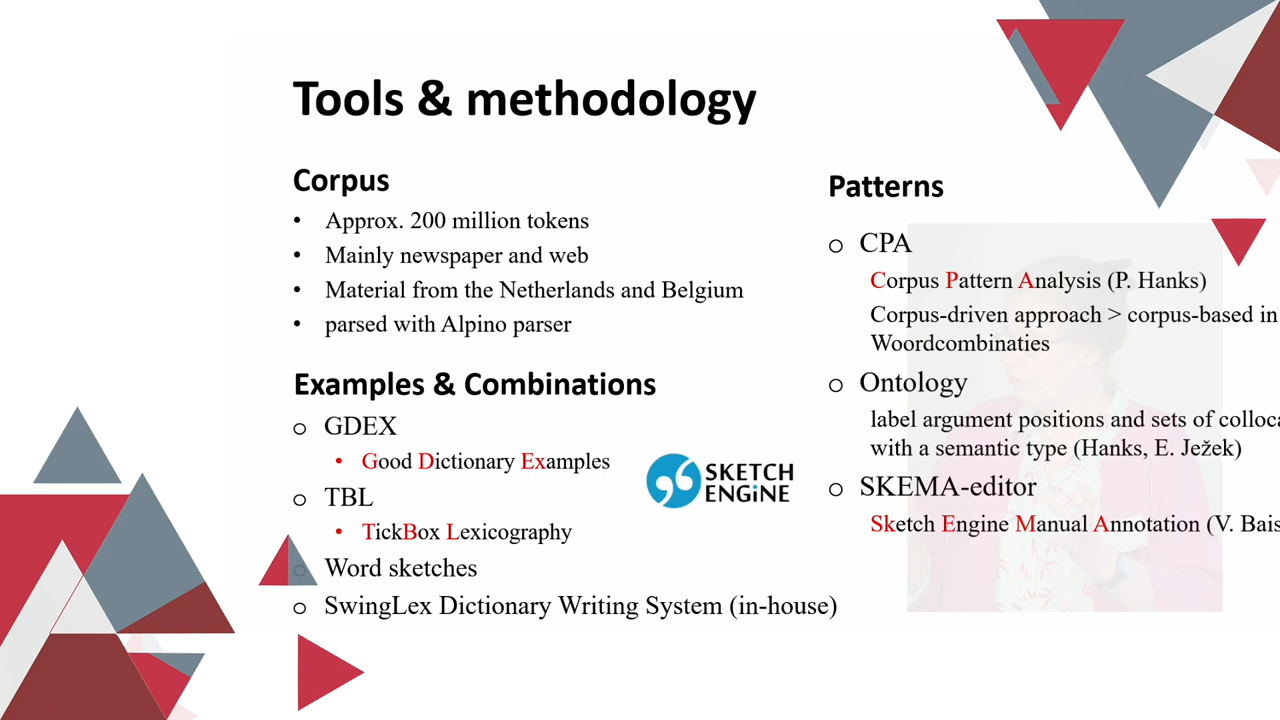 Tools & methodology
Corpus
• Approx. 200 million tokens
• Mainly newspaper and web
• Material from the Netherlands and Belgium
• parsed with Alpino parser
Examples & Combinations
o GDEX
• Good Dictionary Examples
o TBL
• TickBox Lexicography
o Word sketches
o SwingLex Dictionary Writing System (in-house)
SKETCH
ENGINE
Patterns
o CPA
Corpus Pattern Analysis (P. Hanks)
Corpus-driven approach > corpus-based in
Woordcombinaties
o Ontology
label argument positions and sets of colloca
with a semantic type (Hanks, E. Ježek)
o SKEMA-editor
Sketch Engine Manual Annotation (V. Bais